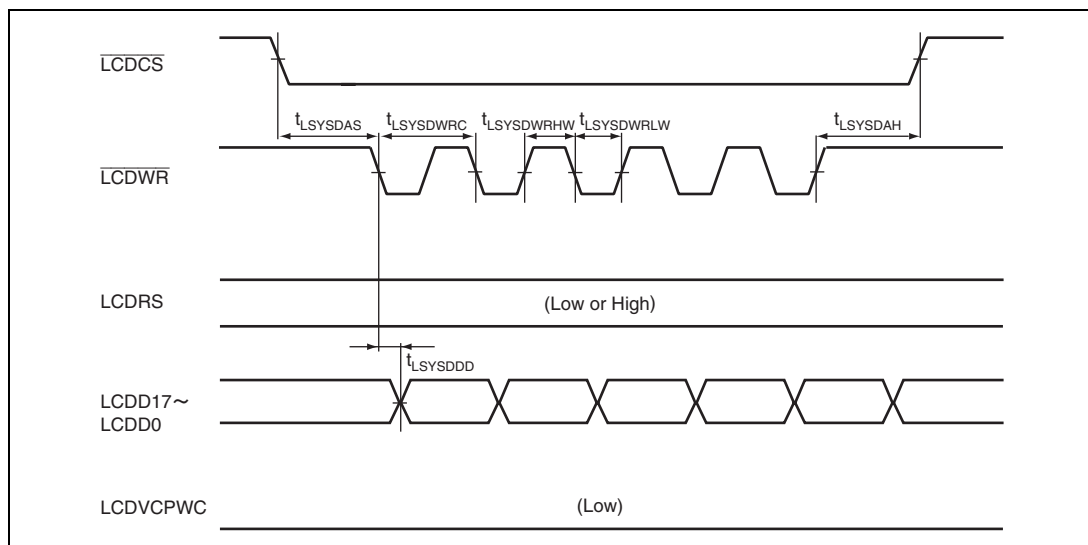 LCDCS
tLSYSDAS tLSYSDWRC tLSYSDWRHW tLSYSDWRLW tLSYSDAH
LCDWR
LCDRS
(Low or High)
tLSYSDDD
LCDD17～
LCDD0
LCDVCPWC
(Low)